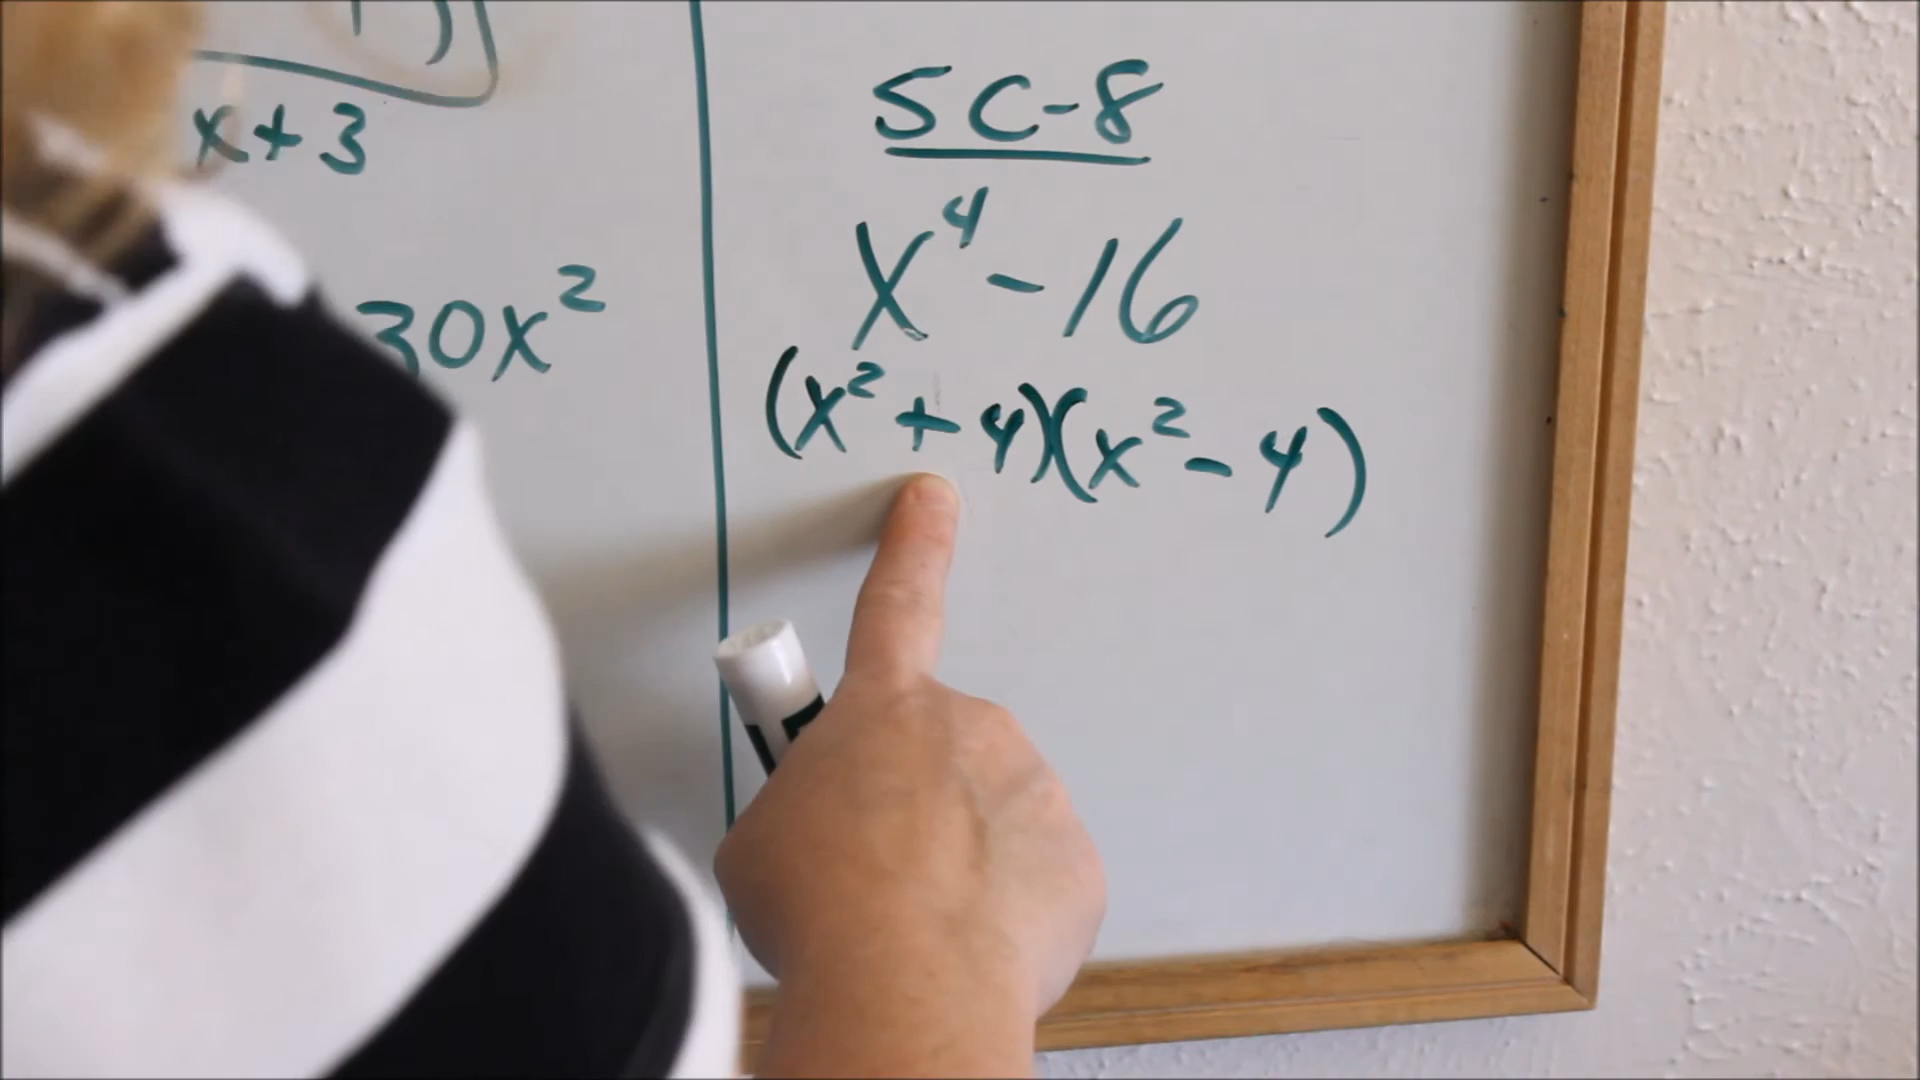 )
x + 3
30x²
5C-8
x⁴ - 16
(x² + 4)(x² - 4)